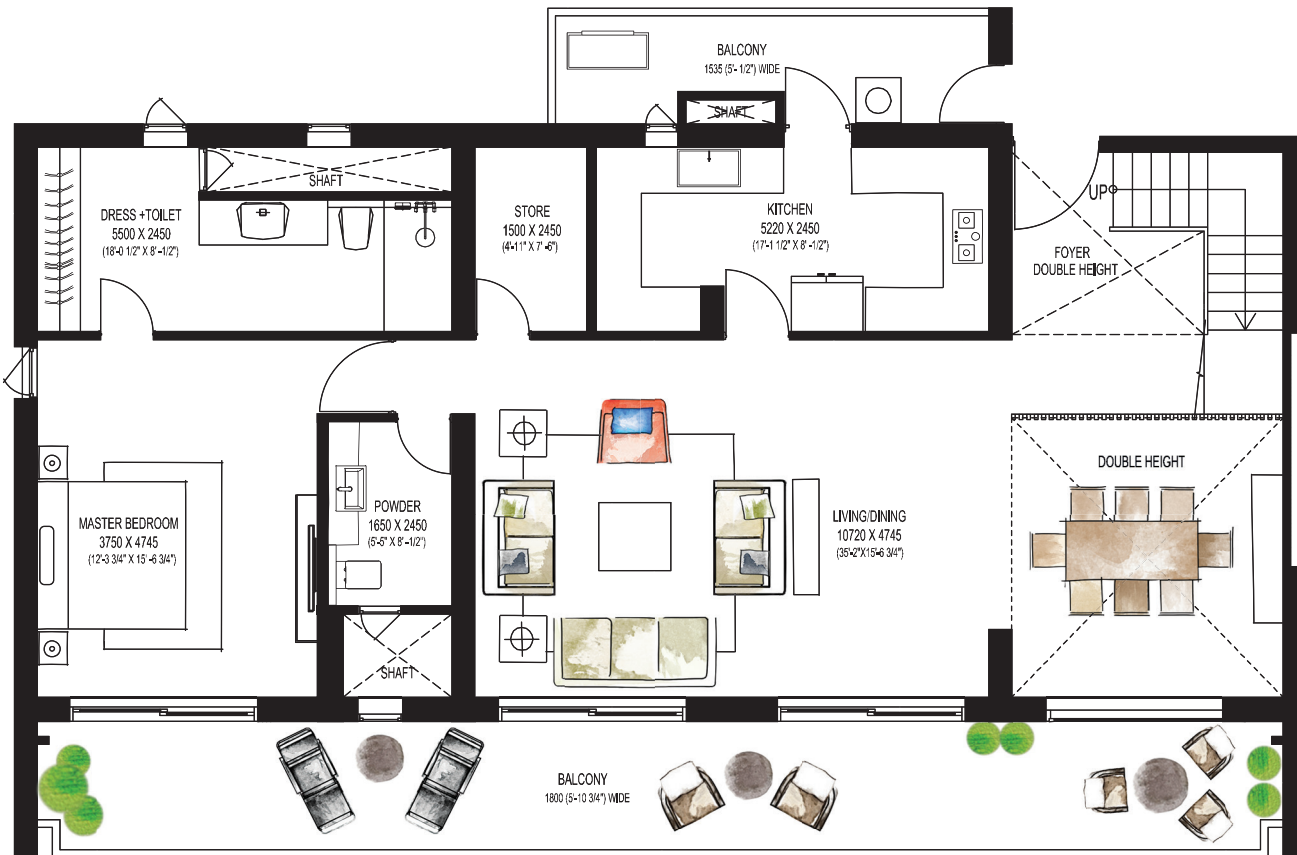 BALCONY
1535 (5'- 1/2") WIDE
SHAFT
SHAFT
DRESS +TOILET
5500 X 2450
(18'-0 1/2" X 8'-1/2")
STORE
1500 X 2450
(4'-11" X 7' -6")
KITCHEN
5220 X 2450
(17'-1 1/2" X 8' -1/2")
UP
FOYER
DOUBLE HEIGHT
DOUBLE HEIGHT
MASTER BEDROOM
3750 X 4745
(12'-3 3/4" X 15'-6 3/4")
POWDER
1650 X 2450
(5'-5" X 8'-1/2")
LIVING/DINING
10720 X 4745
(35'-2"X15'-6 3/4")
SHAFT
BALCONY
1800 (5'-10 3/4") WIDE